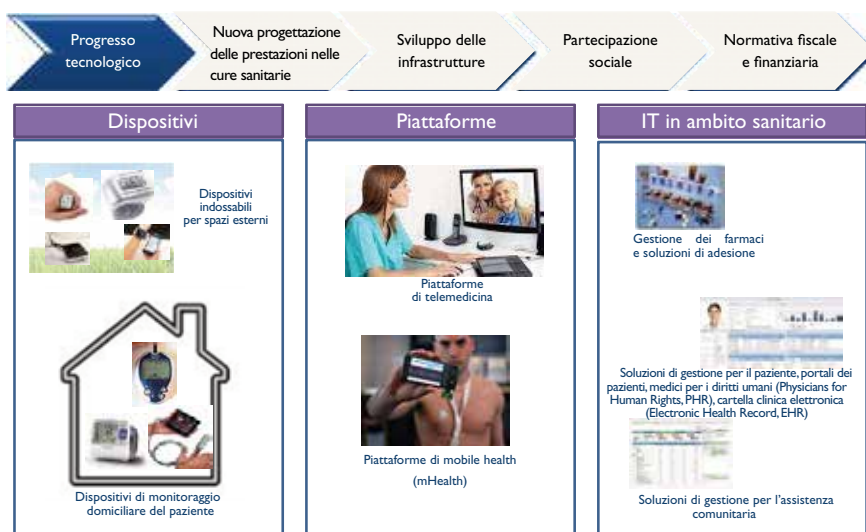 Progresso
tecnologico
Nuova progettazione
delle prestazioni nelle
cure sanitarie
Sviluppo delle
infrastrutture
Partecipazione
sociale
Normativa fiscale
e finanziaria
Dispositivi
Dispositivi
indossabili
per spazi esterni
Dispositivi di monitoraggio
domiciliare del paziente
Piattaforme
Piattaforme
di telemedicina
Piattaforme di mobile health
(mHealth)
IT in ambito sanitario
Gestione dei farmaci
e soluzioni di adesione
Soluzioni di gestione per il paziente, portali dei
pazienti, medici per i diritti umani (Physicians for
Human Rights, PHR), cartella clinica elettronica
(Electronic Health Record, EHR)
Soluzioni di gestione per l'assistenza
comunitaria